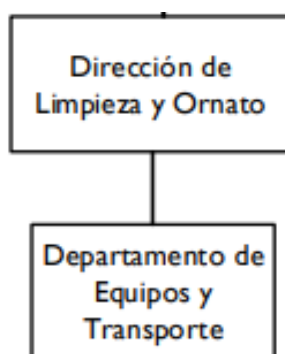 Dirección de
Limpieza y Ornato
Departamento de
Equipos y
Transporte